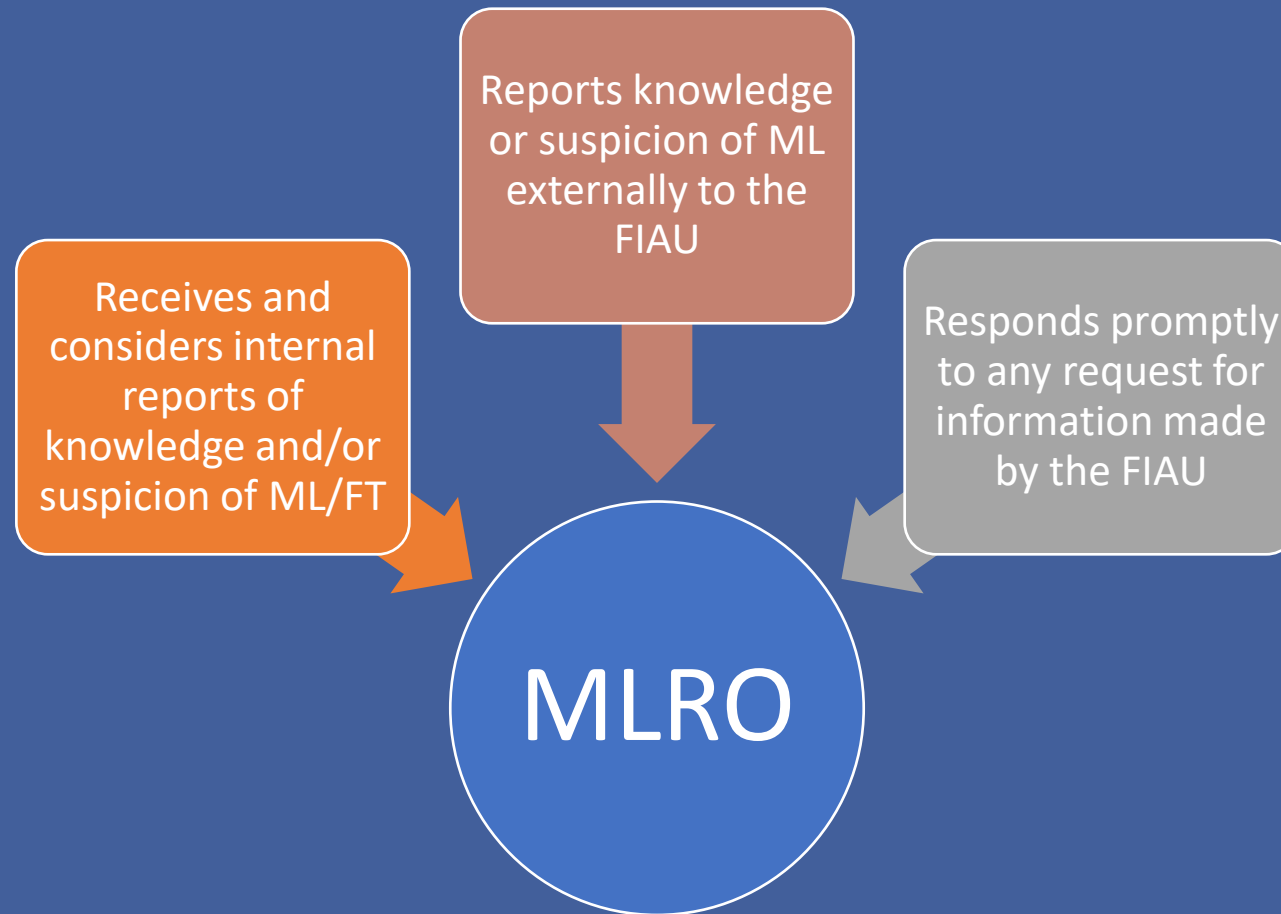 Reports knowledge
or suspicion of ML
externally to the
FIAU
Receives and
considers internal
reports of
knowledge and/or
suspicion of ML/FT
Responds promptly
to any request for
information made
by the FIAU
MLRO